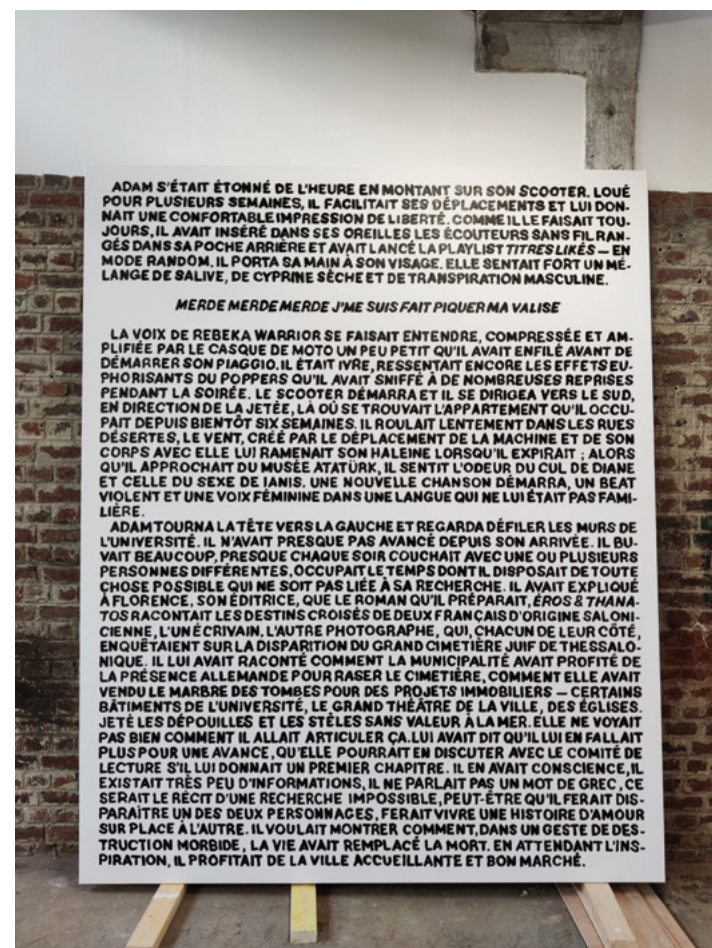 ADAM S'ÉTAIT ÉTONNÉ DE L'HEURE EN MONTANT SUR SON SCOOTER. LOUÉ
POUR PLUSIEURS SEMAINES, IL FACILITAIT SES DÉPLACEMENTS ET LUI DON-
NAIT UNE CONFORTABLE IMPRESSION DE LIBERTÉ. COMME IL LE FAISAIT TOU-
JOURS, IL AVAIT INSÉRÉ DANS SES OREILLES LES ÉCOUTEURS SANS FIL RAN-
GÉS DANS SA POCHE ARRIÈRE ET AVAIT LANCÉ LA PLAYLIST TITRES LIKÉS – EN
MODE RANDOM. IL PORTA SA MAIN À SON VISAGE. ELLE SENTAIT FORT UN MÉ-
LANGE DE SALIVE, DE CYPRINE SÈCHE ET DE TRANSPIRATION MASCULINE.
MERDE MERDE MERDE J'ME SUIS FAIT PIQUER MA VALISE
LA VOIX DE REBEKA WARRIOR SE FAISAIT ENTENDRE, COMPRESSÉE ET AM-
PLIFIÉE PAR LE CASQUE DE MOTO UN PEU PETIT QU'IL AVAIT ENFILÉ AVANT DE
DÉMARRER SON PIAGGIO. IL ÉTAIT IVRE, RESSENTAIT ENCORE LES EFFETS EU-
PHORISANTS DU POPPERS QU'IL AVAIT SNIFFÉ À DE NOMBREUSES REPRISES
PENDANT LA SOIRÉE. LE SCOOTER DÉMARRA ET IL SE DIRIGEA VERS LE SUD,
EN DIRECTION DE LA JETÉE, LÀ OÙ SE TROUVAIT L'APPARTEMENT QU'IL OCCU-
PAIT DEPUIS BIENTÔT SIX SEMAINES. IL ROULAIT LENTEMENT DANS LES RUES
DÉSERTES, LE VENT, CRÉÉ PAR LE DÉPLACEMENT DE LA MACHINE ET DE SON
CORPS AVEC ELLE LUI RAMENAIT SON HALEINE LORSQU'IL EXPIRAIT ; ALORS
QU'IL APPROCHAIT DU MUSÉE ATATÜRK, IL SENTIT L'ODEUR DU CUL DE DIANE
ET CELLE DU SEXE DE IANIS. UNE NOUVELLE CHANSON DÉMARRA, UN BEAT
VIOLENT ET UNE VOIX FÉMININE DANS UNE LANGUE QUI NE LUI ÉTAIT PAS FAMI-
LIÈRE.
ADAM TOURNA LA TÊTE VERS LA GAUCHE ET REGARDA DÉFILER LES MURS DE
L'UNIVERSITÉ. IL N'AVAIT PRESQUE PAS AVANCÉ DEPUIS SON ARRIVÉE. IL BU-
VAIT BEAUCOUP, PRESQUE CHAQUE SOIR COUCHAIT AVEC UNE OU PLUSIEURS
PERSONNES DIFFÉRENTES, OCCUPAIT LE TEMPS DONT IL DISPOSAIT DE TOUTE
CHOSE POSSIBLE QUI NE SOIT PAS LIÉE À SA RECHERCHE. IL AVAIT EXPLIQUÉ
À FLORENCE, SON ÉDITRICE, QUE LE ROMAN QU'IL PRÉPARAIT, ÉROS & THANA-
TOS RACONTAIT LES DESTINS CROISÉS DE DEUX FRANÇAIS D'ORIGINE SALONI-
CIENNE, L'UN ÉCRIVAIN, L'AUTRE PHOTOGRAPHE, QUI, CHACUN DE LEUR CÔTÉ,
ENQUÊTAIENT SUR LA DISPARITION DU GRAND CIMETIÈRE JUIF DE THESSALO-
NIQUE. IL LUI AVAIT RACONTÉ COMMENT LA MUNICIPALITÉ AVAIT PROFITÉ DE
LA PRÉSENCE ALLEMANDE POUR RASER LE CIMETIÈRE, COMMENT ELLE AVAIT
VENDU LE MARBRE DES TOMBES POUR DES PROJETS IMMOBILIERS – CERTAINS
BÂTIMENTS DE L'UNIVERSITÉ, LE GRAND THÉÂTRE DE LA VILLE, DES ÉGLISES.
JETÉ LES DÉPOUILLES ET LES STÈLES SANS VALEUR À LA MER. ELLE NE VOYAIT
PAS BIEN COMMENT IL ALLAIT ARTICULER ÇA. LUI AVAIT DIT QU'IL LUI EN FALLAIT
PLUS POUR UNE AVANCE, QU'ELLE POURRAIT EN DISCUTER AVEC LE COMITÉ DE
LECTURE S'IL LUI DONNAIT UN PREMIER CHAPITRE. IL EN AVAIT CONSCIENCE, IL
EXISTAIT TRÈS PEU D'INFORMATIONS, IL NE PARLAIT PAS UN MOT DE GREC, CE
SERAIT LE RÉCIT D'UNE RECHERCHE IMPOSSIBLE, PEUT-ÊTRE QU'IL FERAIT DIS-
PARAÎTRE UN DES DEUX PERSONNAGES, FERAIT VIVRE UNE HISTOIRE D'AMOUR
SUR PLACE À L'AUTRE. IL VOULAIT MONTRER COMMENT, DANS UN GESTE DE DES-
TRUCTION MORBIDE, LA VIE AVAIT REMPLACÉ LA MORT. EN ATTENDANT L'INS-
PIRATION, IL PROFITAIT DE LA VILLE ACCUEILLANTE ET BON MARCHÉ.